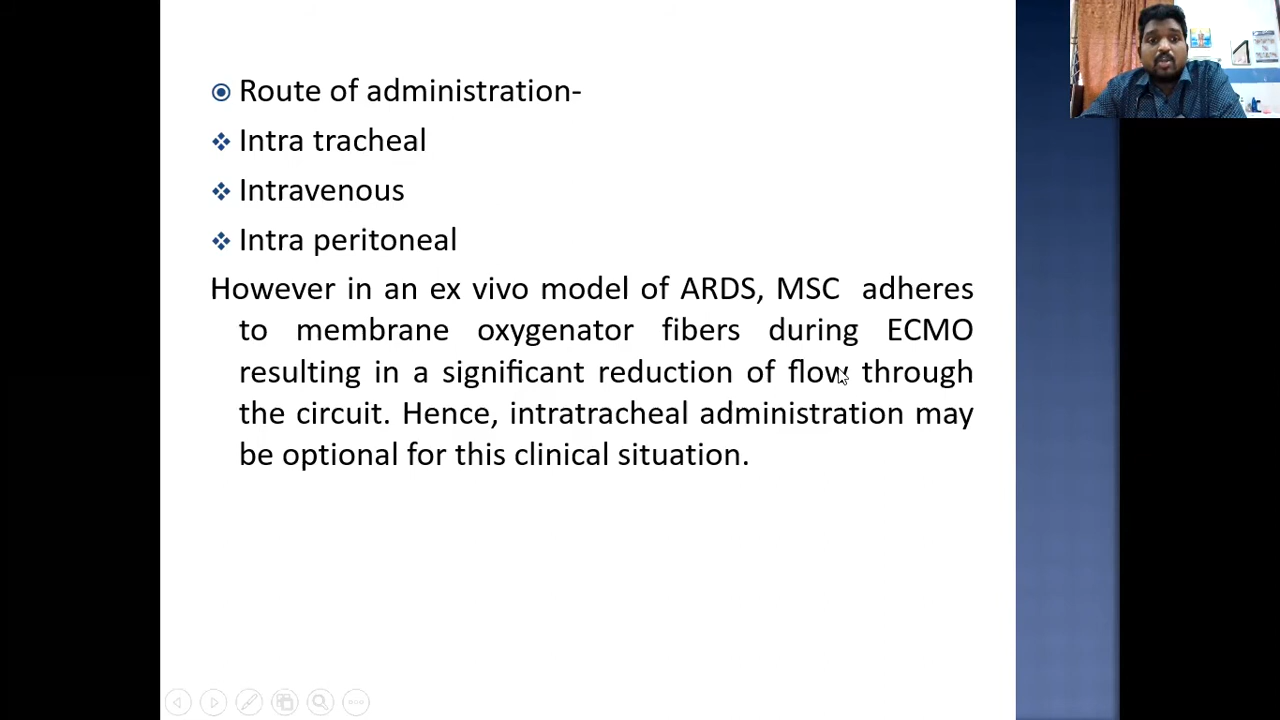 Route of administration-
Intra tracheal
Intravenous
Intra peritoneal
However in an ex vivo model of ARDS, MSC adheres
to membrane oxygenator fibers during ECMO
resulting in a significant reduction of flow through
the circuit. Hence, intratracheal administration may
be optional for this clinical situation.